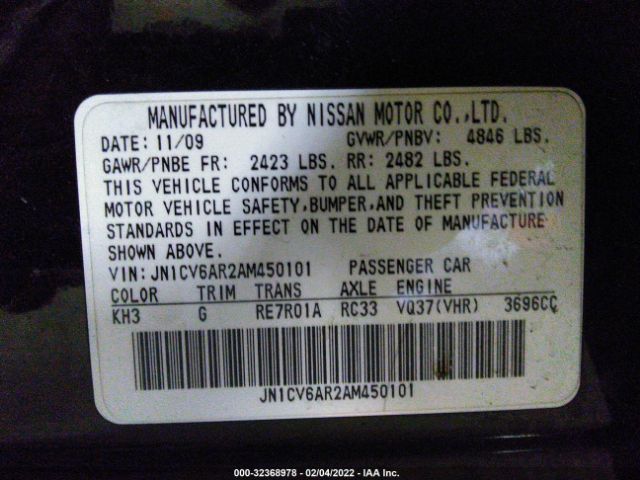 MANUFACTURED BY NISSAN MOTOR CO.,LTD.
DATE: 11/09 GVWR/PNBV: 4846 LBS.
GAWR/PNBE FR: 2423 LBS. RR: 2482 LBS.
THIS VEHICLE CONFORMS TO ALL APPLICABLE FEDERAL
MOTOR VEHICLE SAFETY,BUMPER,AND THEFT PREVENTION
STANDARDS IN EFFECT ON THE DATE OF MANUFACTURE
SHOWN ABOVE.
VIN: JN1CV6AR2AM450101 PASSENGER CAR
COLOR TRIM TRANS AXLE ENGINE
KH3 G RE7R01A RC33 VQ37(VHR) 3696CC
JN1CV6AR2AM450101
000-32368978 - 02/04/2022 - IAA Inc.